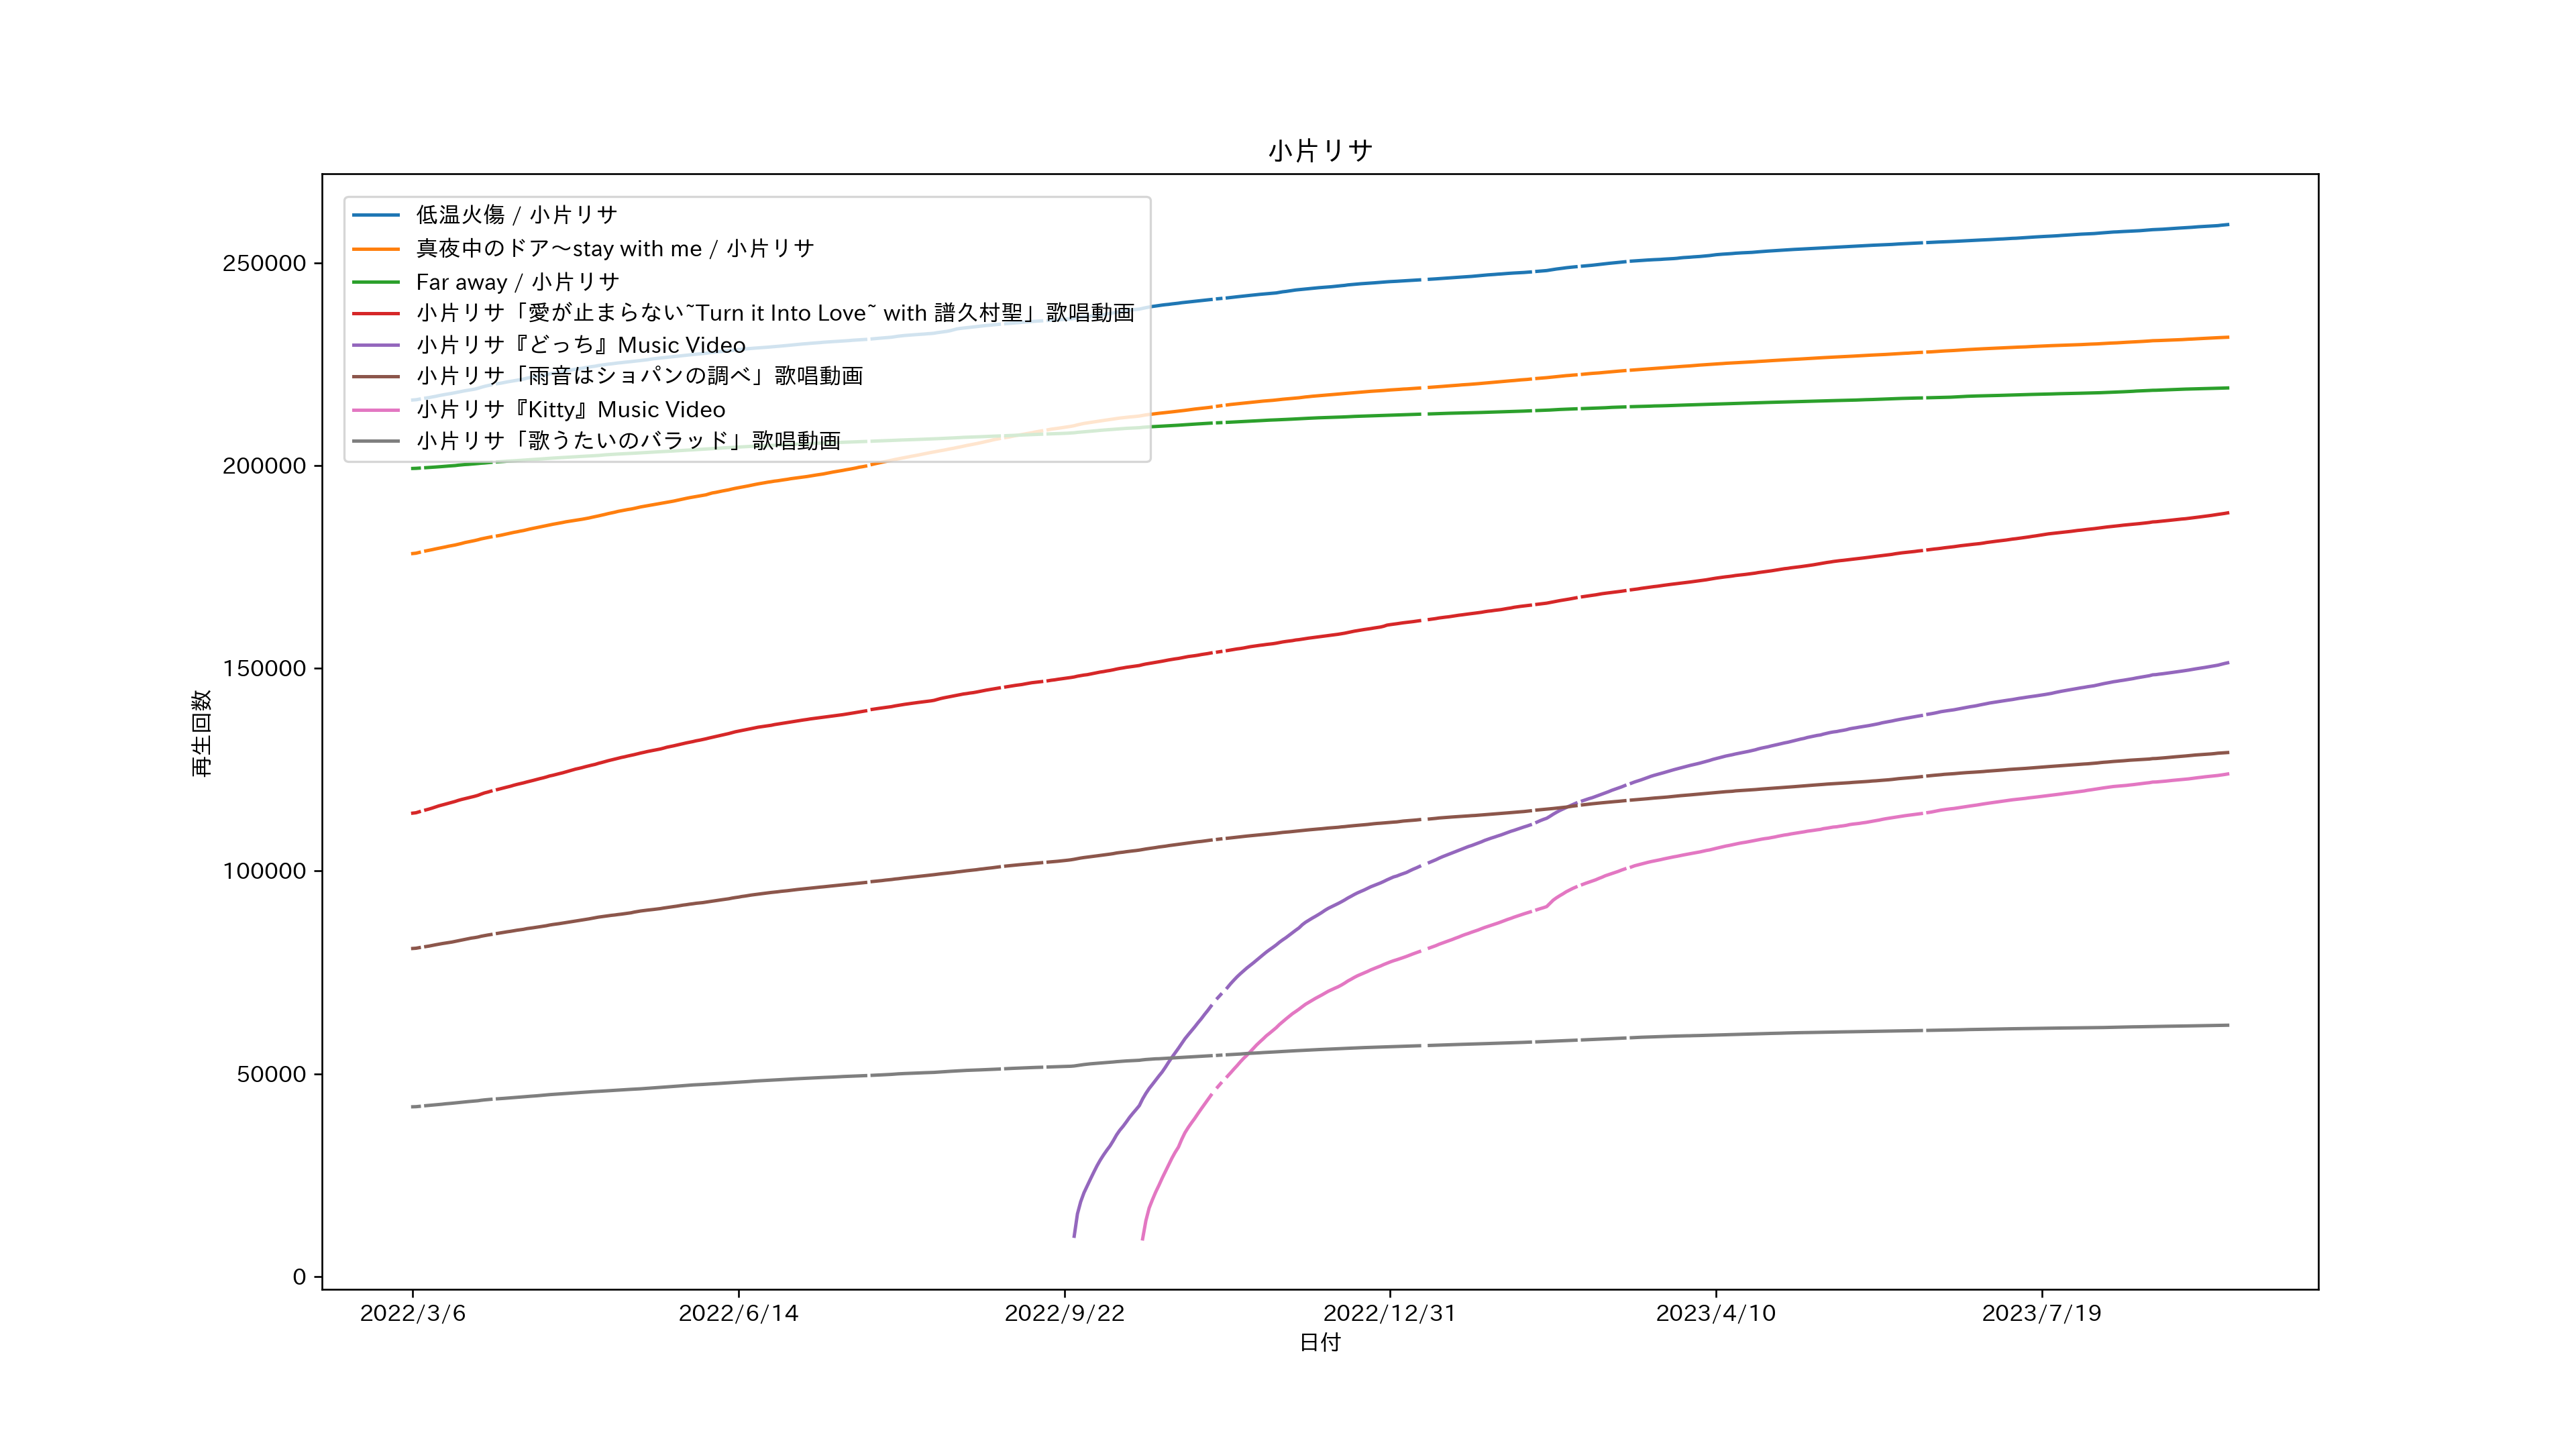 小片リサ
低温火傷 / 小片リサ
真夜中のドア〜stay with me / 小片リサ
Far away / 小片リサ
小片リサ「愛が止まらない~Turn it Into Love~ with 譜久村聖」歌唱動画
小片リサ『どっち』Music Video
小片リサ「雨音はショパンの調べ」歌唱動画
小片リサ『Kitty』Music Video
小片リサ「歌うたいのバラッド」歌唱動画
250000
200000
150000
100000
50000
0
再生回数
2022/3/6 2022/6/14 2022/9/22 2022/12/31 2023/4/10 2023/7/19
日付